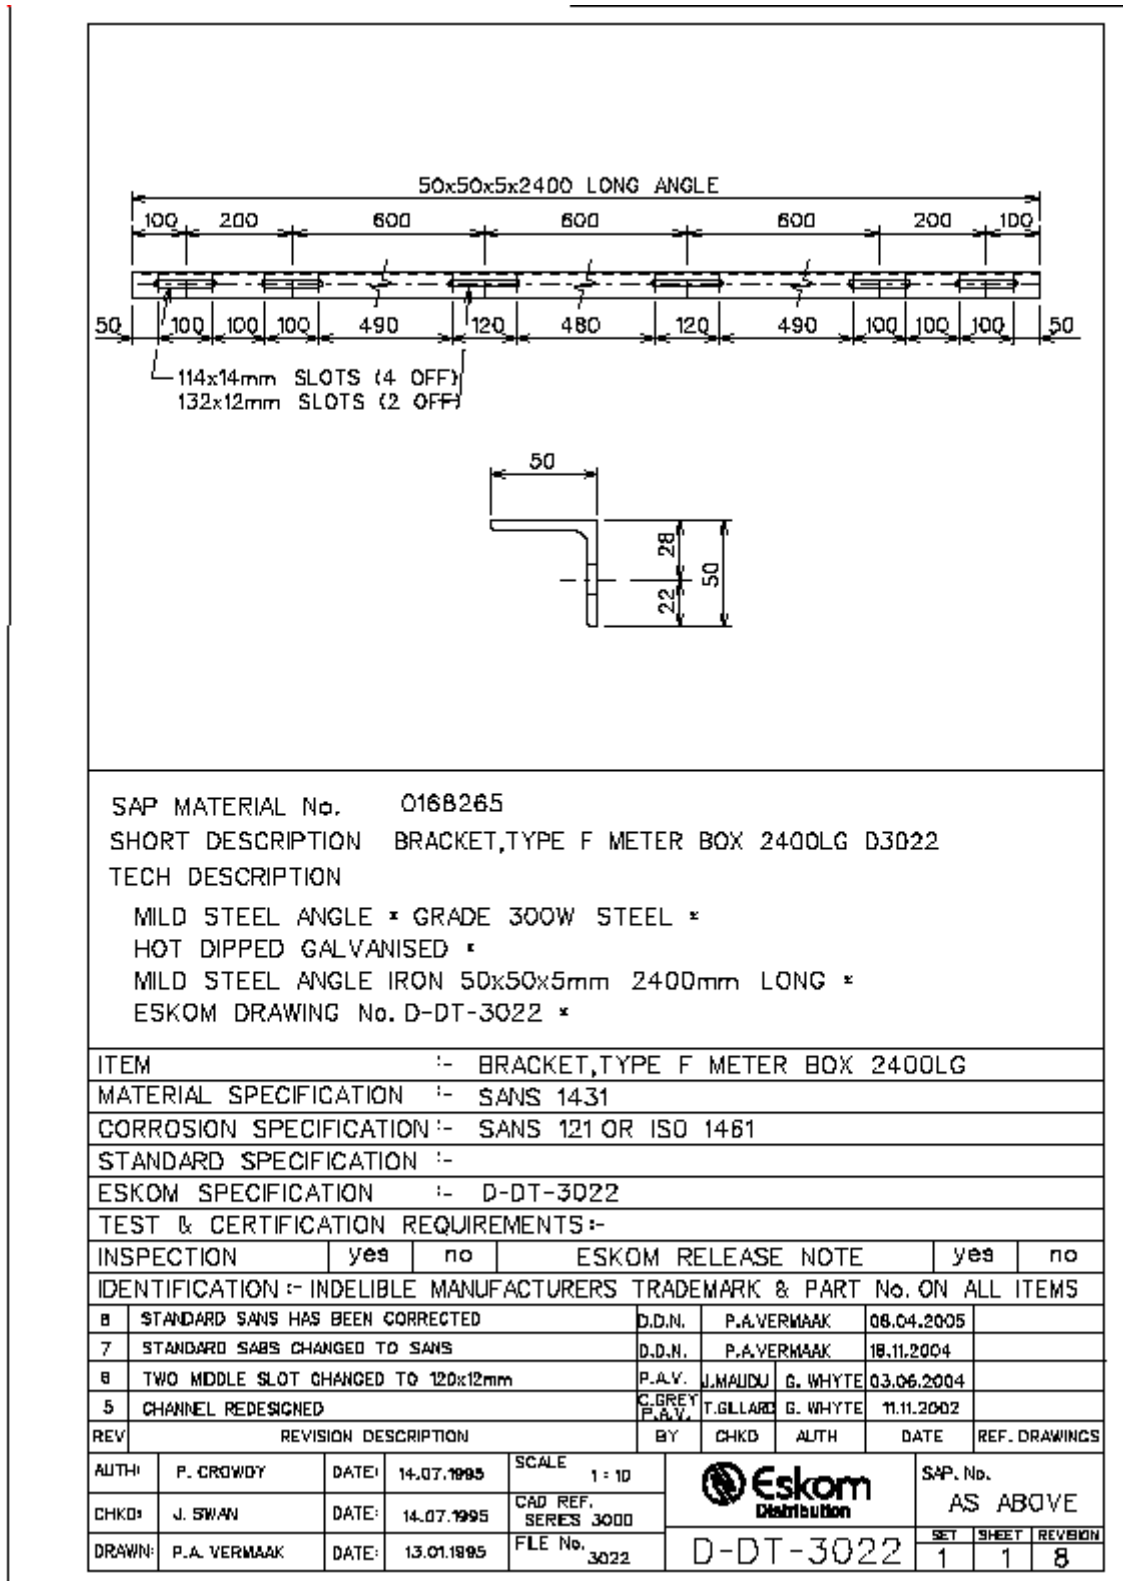 50x50x5x2400 LONG ANGLE
100 200 600 600 600 200 100
50 100 100 100 490 120 480 120 490 100 100 100 50
114x14mm SLOTS (4 OFF)
132x12mm SLOTS (2 OFF)
50
28
50
22
SAP MATERIAL No. 0168265
SHORT DESCRIPTION BRACKET,TYPE F METER BOX 2400LG D3022
TECH DESCRIPTION
MILD STEEL ANGLE * GRADE 300W STEEL *
HOT DIPPED GALVANISED *
MILD STEEL ANGLE IRON 50x50x5mm 2400mm LONG *
ESKOM DRAWING No. D-DT-3022 *
ITEM :- BRACKET,TYPE F METER BOX 2400LG
MATERIAL SPECIFICATION :- SANS 1431
CORROSION SPECIFICATION :- SANS 121 OR ISO 1461
STANDARD SPECIFICATION :-
ESKOM SPECIFICATION :- D-DT-3022
TEST & CERTIFICATION REQUIREMENTS :-
INSPECTION yes no ESKOM RELEASE NOTE yes no
IDENTIFICATION :- INDELIBLE MANUFACTURERS TRADEMARK & PART No. ON ALL ITEMS
8 STANDARD SANS HAS BEEN CORRECTED D.D.N. P.A.VERMAAK 08.04.2005
7 STANDARD SABS CHANGED TO SANS D.D.N. P.A.VERMAAK 18.11.2004
6 TWO MIDDLE SLOT CHANGED TO 120x12mm P.A.V. J.MAUDU G. WHYTE 03.06.2004
5 CHANNEL REDESIGNED C.GREY P.A.V. T.GILLARD G. WHYTE 11.11.2002
REV REVISION DESCRIPTION BY CHKD AUTH DATE REF. DRAWINGS
AUTH: P. CROWDY DATE: 14.07.1995 SCALE 1 : 10
CHKD: J. SWAN DATE: 14.07.1995 CAD REF. SERIES 3000
DRAWN: P.A. VERMAAK DATE: 13.01.1995 FILE No. 3022
Eskom
Distribution
D-DT-3022
SAP. No.
AS ABOVE
SET SHEET REVISION
1 1 8